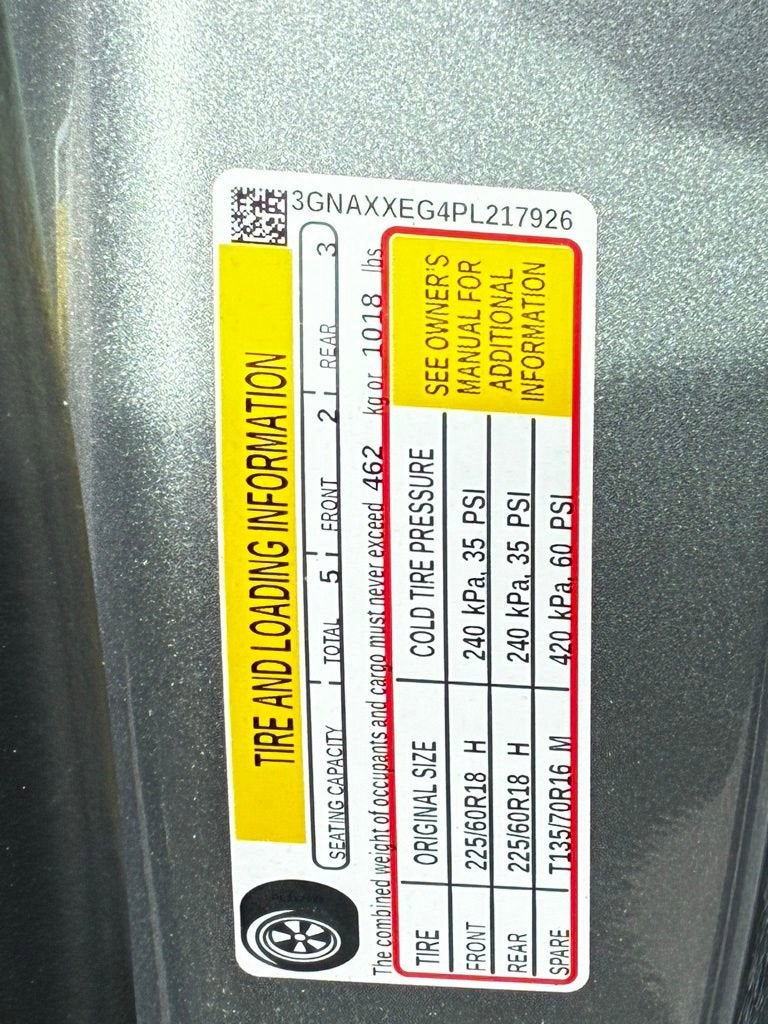 3GNAXXEG4PL217926
TIRE AND LOADING INFORMATION
SEATING CAPACITY TOTAL 5 FRONT 2 REAR 3
The combined weight of occupants and cargo must never exceed 462 kg or 1018 lbs.
TIRE ORIGINAL SIZE COLD TIRE PRESSURE
FRONT 225/60R18 H 240 kPa, 35 PSI
REAR 225/60R18 H 240 kPa, 35 PSI
SPARE T135/70R16 M 420 kPa, 60 PSI
SEE OWNER'S
MANUAL FOR
ADDITIONAL
INFORMATION